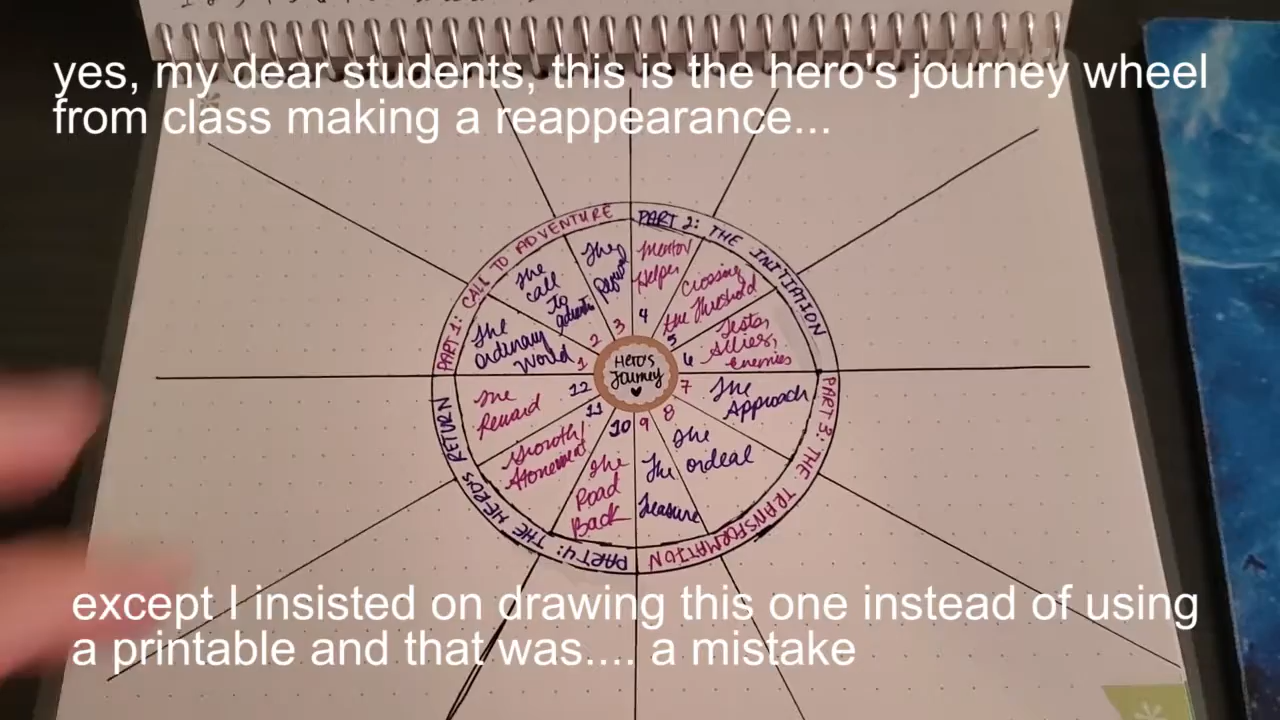 yes, my dear students, this is the hero's journey wheel
from class making a reappearance...
PART 1: CALL TO ADVENTURE
PART 2: THE INITIATION
PART 3: THE TRANSFORMATION
PART 4: THE HERO'S RETURN
Hero's
Journey
1
The
Ordinary
World
2
The
Call
To
3
The
4
Mentor
Helper
5
Crossing
the Threshold
6
Tests,
Allies,
Enemies
7
The
Approach
8
The
Ordeal
9
The
Treasure
10
The
Road
Back
11
Growth/
Atonement
12
The
Reward
except I insisted on drawing this one instead of using
a printable and that was.... a mistake